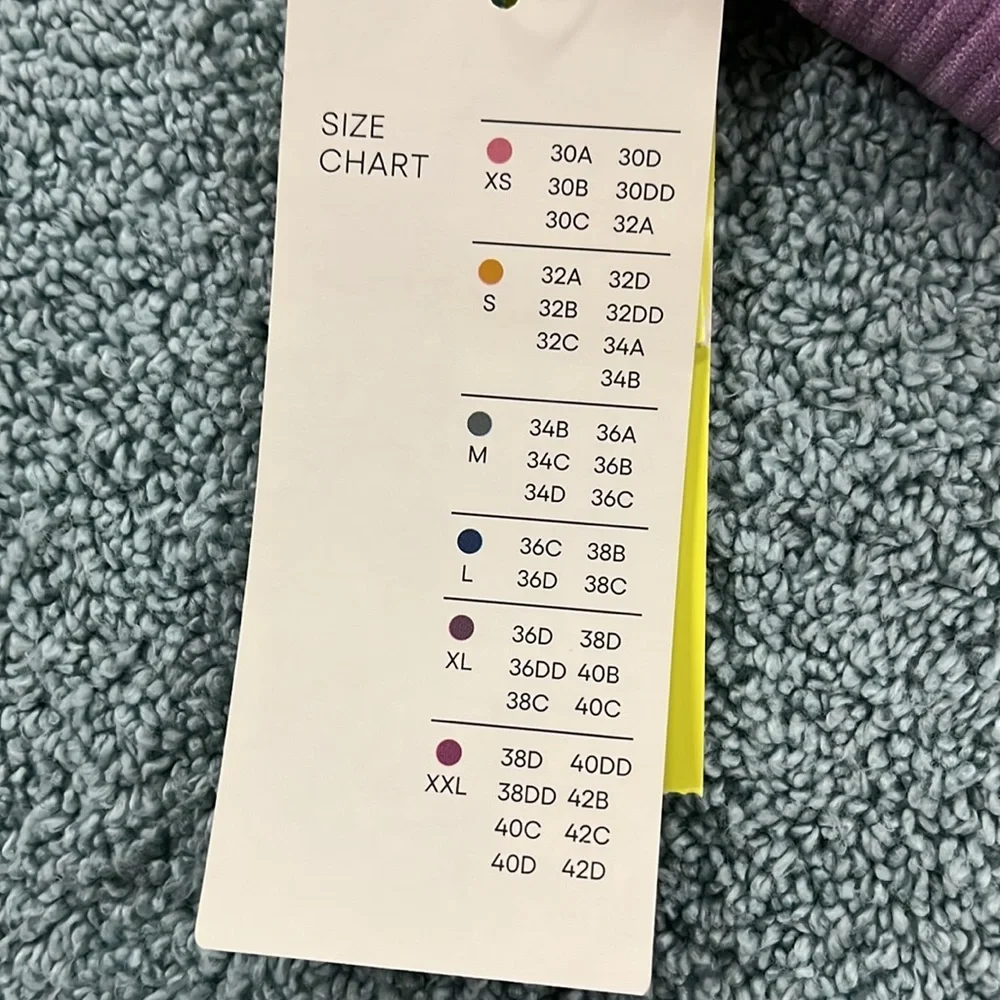 SIZE
CHART
XS
30A 30D
30B 30DD
30C 32A
S
32A 32D
32B 32DD
32C 34A
34B
M
34B 36A
34C 36B
34D 36C
L
36C 38B
36D 38C
XL
36D 38D
36DD 40B
38C 40C
XXL
38D 40DD
38DD 42B
40C 42C
40D 42D